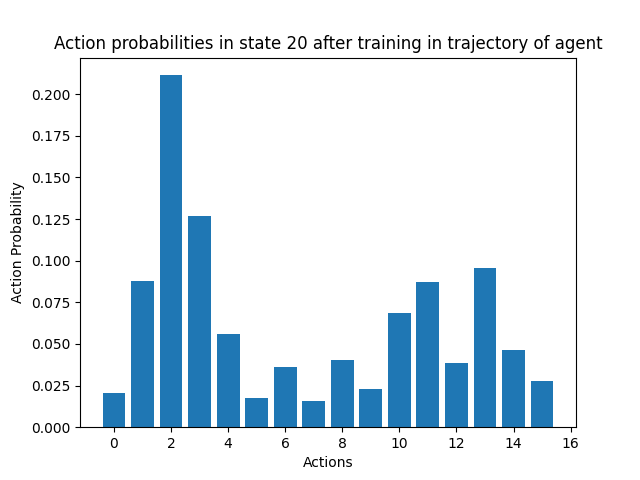 Action probabilities in state 20 after training in trajectory of agent
0.200
0.175
0.150
0.125
0.100
0.075
0.050
0.025
0.000
Action Probability
0 2 4 6 8 10 12 14 16
Actions